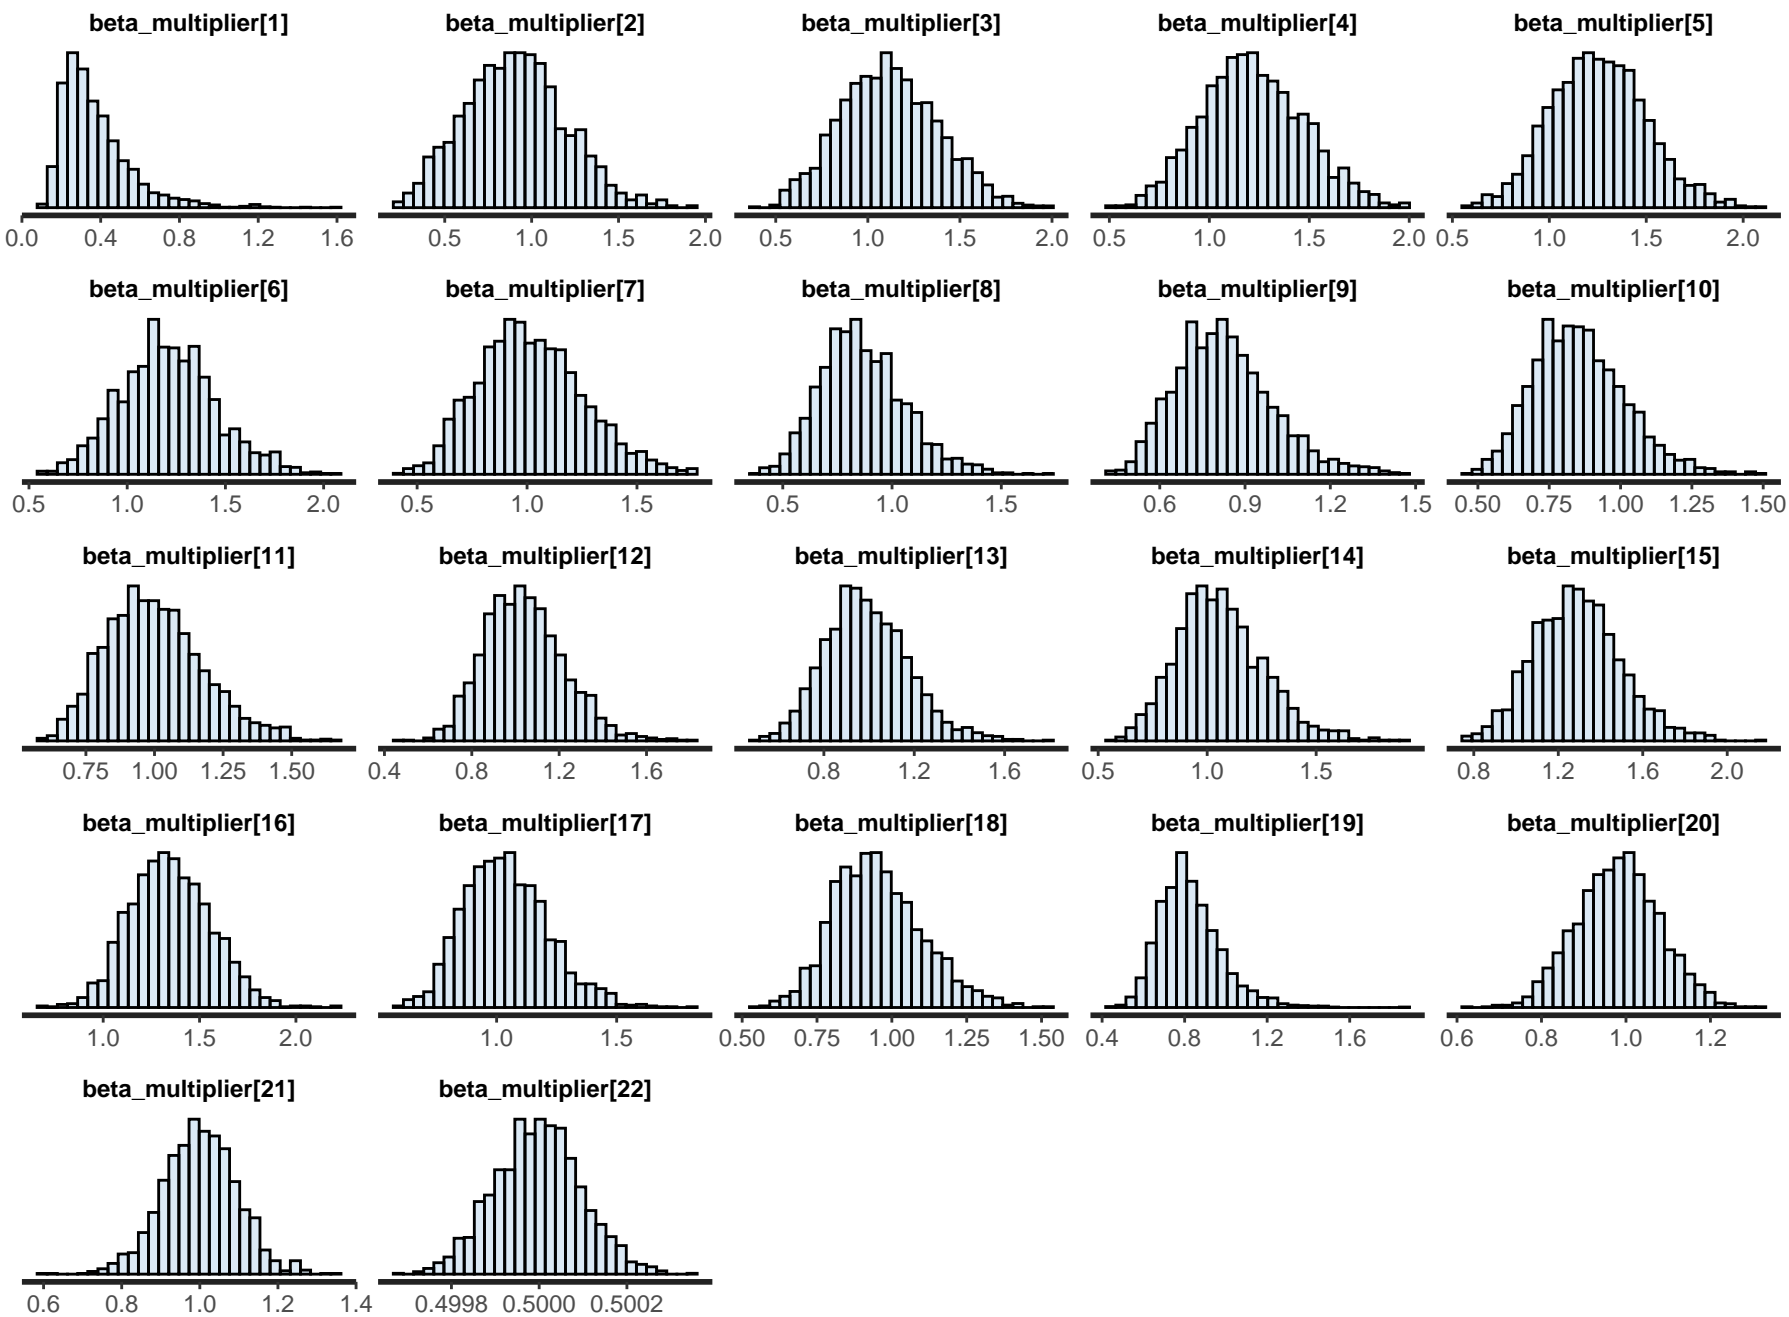 beta_multiplier[1] beta_multiplier[2] beta_multiplier[3] beta_multiplier[4] beta_multiplier[5]
0.0 0.4 0.8 1.2 1.6 0.5 1.0 1.5 2.0 0.5 1.0 1.5 2.0 0.5 1.0 1.5 2.0 0.5 1.0 1.5 2.0
beta_multiplier[6] beta_multiplier[7] beta_multiplier[8] beta_multiplier[9] beta_multiplier[10]
0.5 1.0 1.5 2.0 0.5 1.0 1.5 0.5 1.0 1.5 0.6 0.9 1.2 1.5 0.50 0.75 1.00 1.25 1.50
beta_multiplier[11] beta_multiplier[12] beta_multiplier[13] beta_multiplier[14] beta_multiplier[15]
0.75 1.00 1.25 1.50 0.4 0.8 1.2 1.6 0.8 1.2 1.6 0.5 1.0 1.5 0.8 1.2 1.6 2.0
beta_multiplier[16] beta_multiplier[17] beta_multiplier[18] beta_multiplier[19] beta_multiplier[20]
1.0 1.5 2.0 1.0 1.5 0.50 0.75 1.00 1.25 1.50 0.4 0.8 1.2 1.6 0.6 0.8 1.0 1.2
beta_multiplier[21] beta_multiplier[22]
0.6 0.8 1.0 1.2 1.4 0.4998 0.5000 0.5002